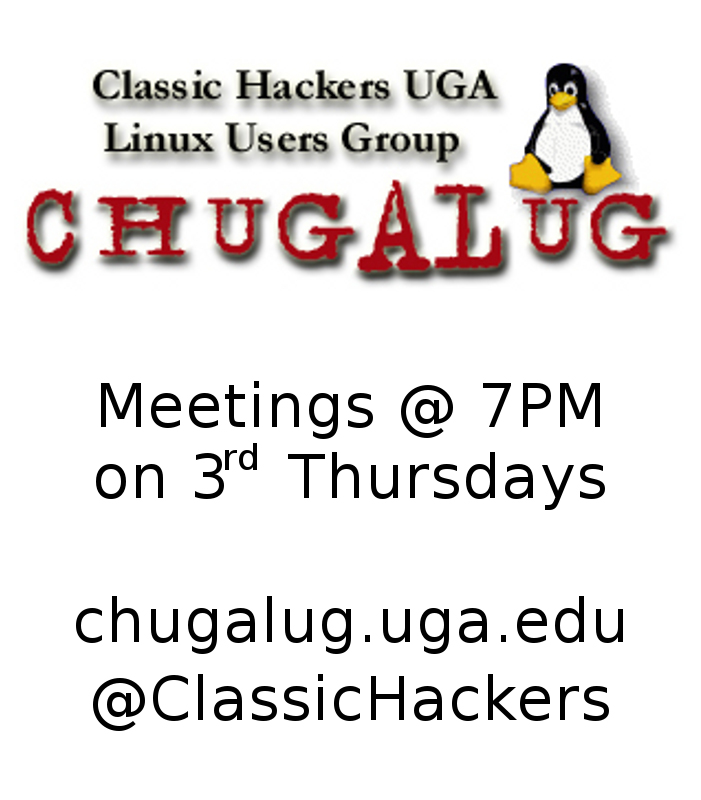 Classic Hackers UGA
Linux Users Group
CHUGALUG
Meetings @ 7PM
on 3rd Thursdays
chugalug.uga.edu
@ClassicHackers